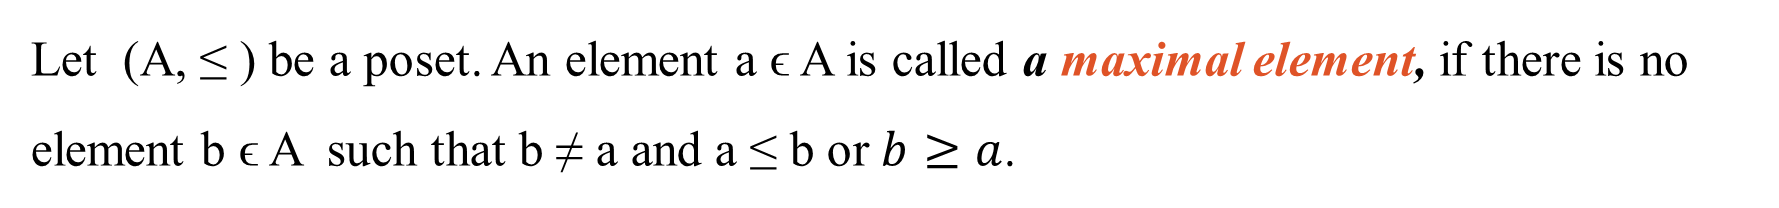 Let (A, ≤ ) be a poset. An element a ϵ A is called a maximal element, if there is no
element b ϵ A such that b ≠ a and a ≤ b or b ≥ a.